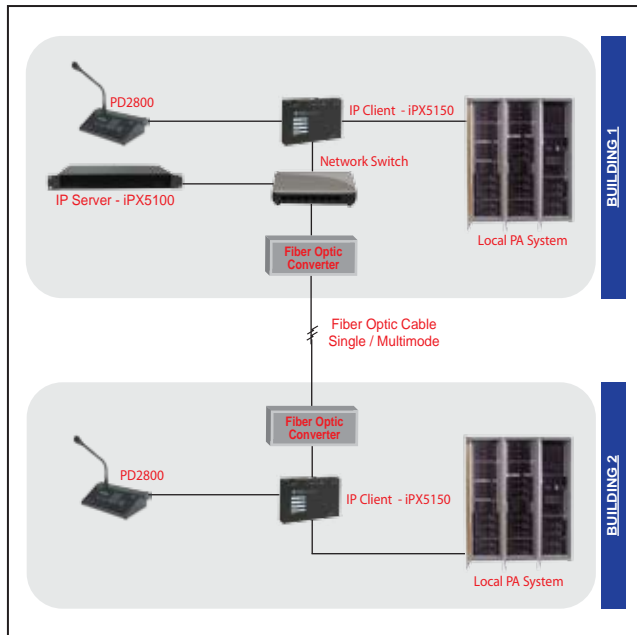 PD2800
IP Client - iPX5150
Network Switch
IP Server - iPX5100
Local PA System
Fiber Optic
Converter
BUILDING 1
Fiber Optic Cable
Single / Multimode
Fiber Optic
Converter
PD2800
IP Client - iPX5150
Local PA System
BUILDING 2